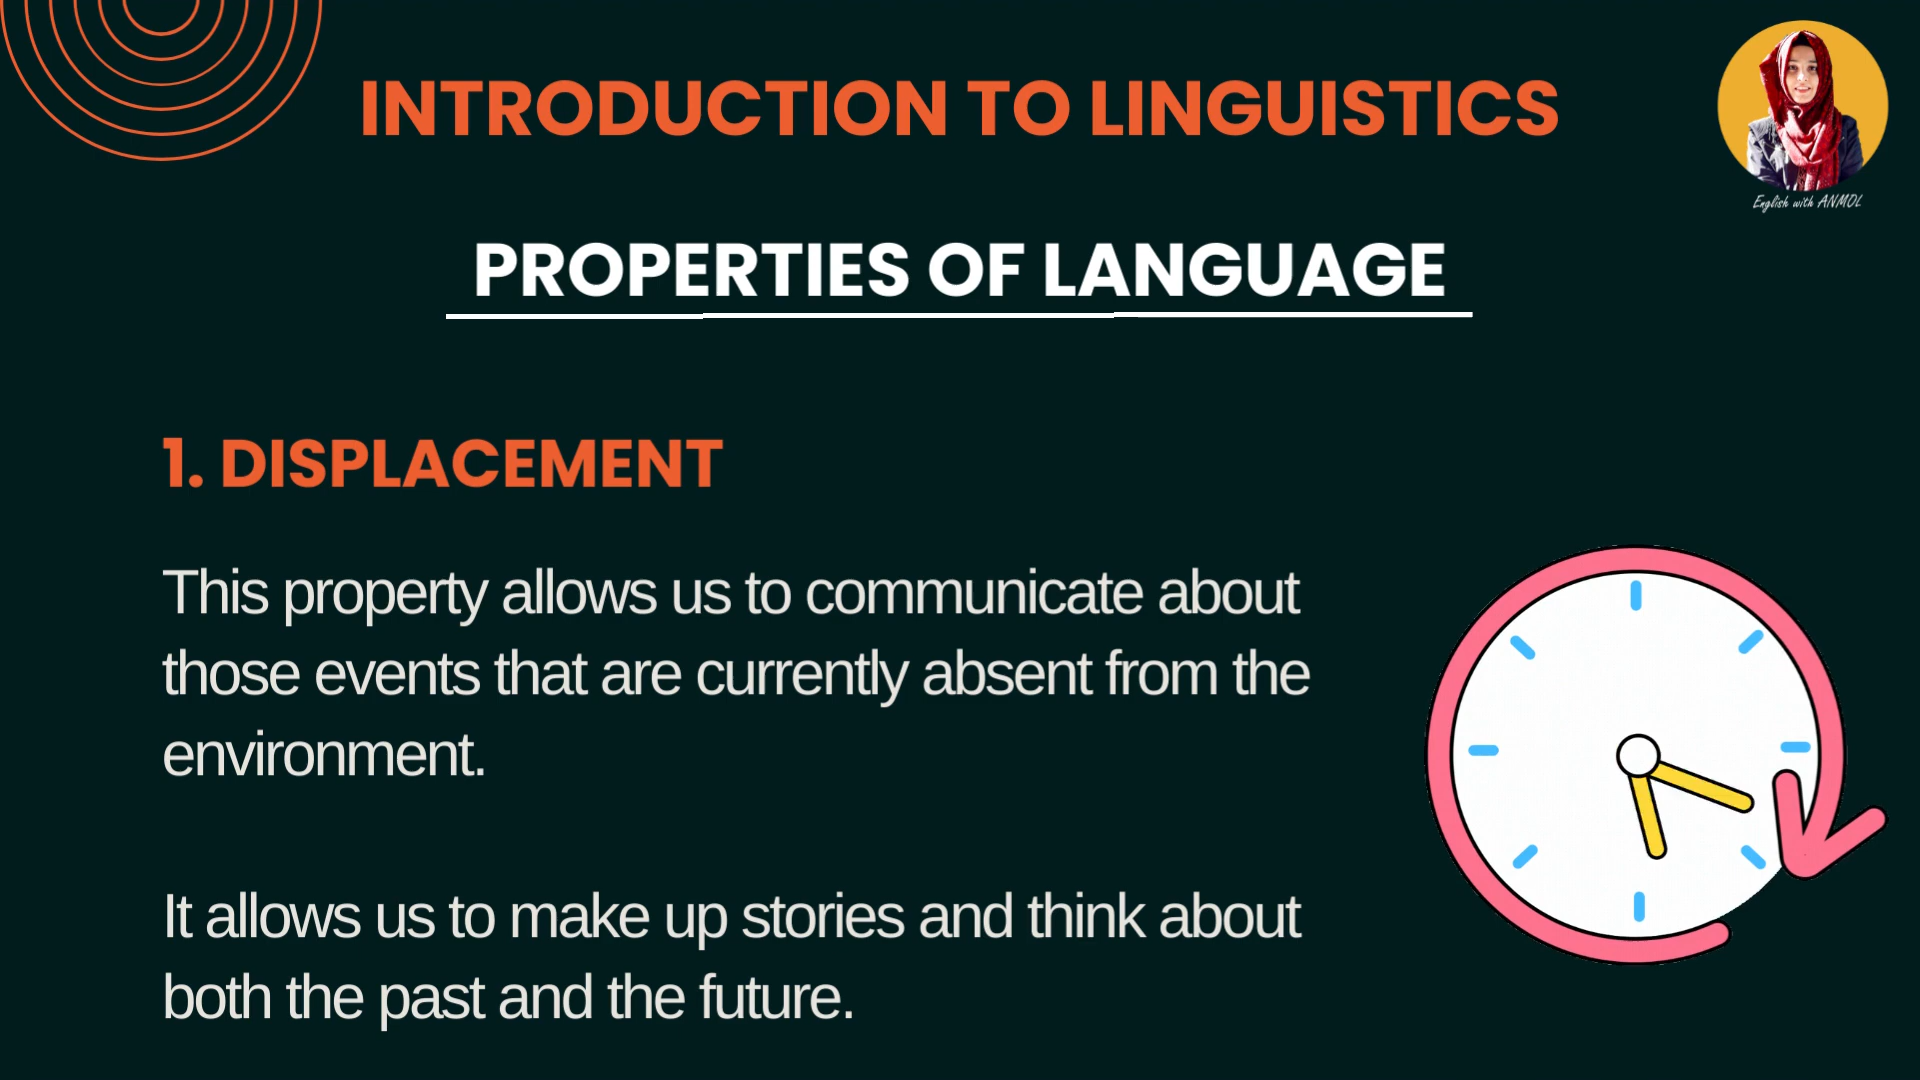 INTRODUCTION TO LINGUISTICS
English with ANMOL
PROPERTIES OF LANGUAGE
1. DISPLACEMENT
This property allows us to communicate about
those events that are currently absent from the
environment.
It allows us to make up stories and think about
both the past and the future.